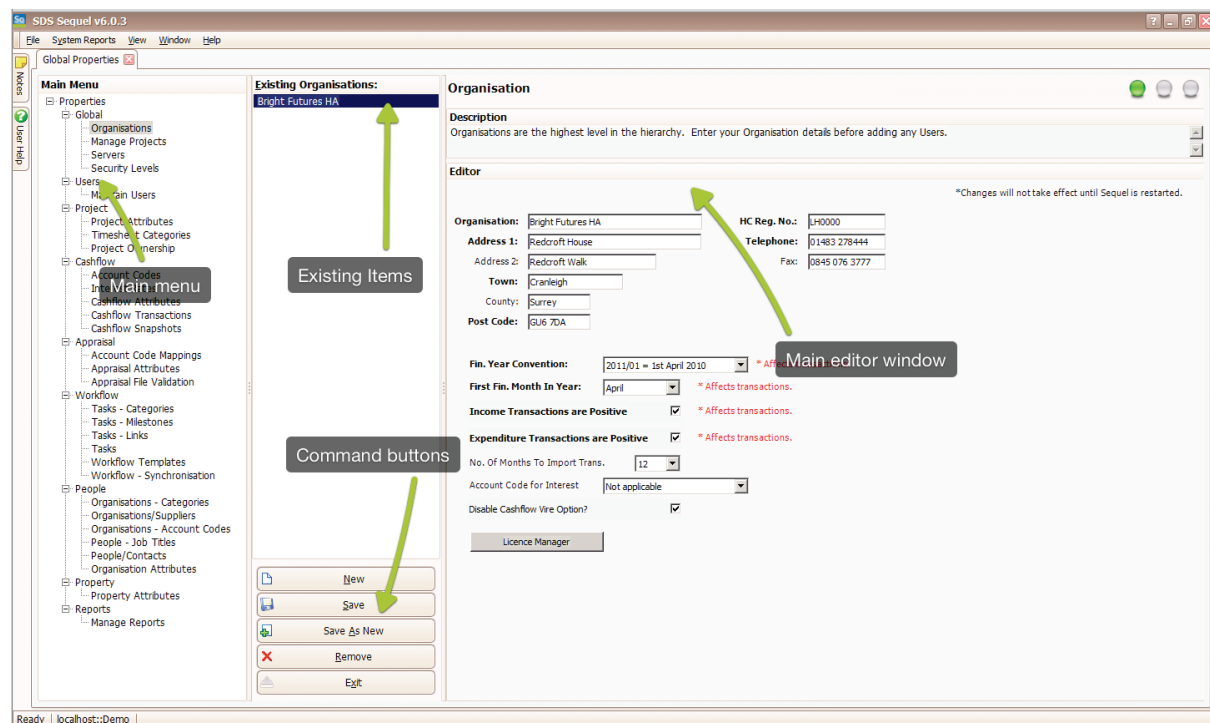 SDS Sequel v6.0.3
File System Reports View Window Help
Global Properties
Notes
User Help
Main Menu
Properties
Global
Organisations
Manage Projects
Servers
Security Levels
Users
Maintain Users
Project
Project Attributes
Timesheet Categories
Project Ownership
Cashflow
Account Codes
Cashflow Attributes
Cashflow Transactions
Cashflow Snapshots
Appraisal
Account Code Mappings
Appraisal Attributes
Appraisal File Validation
Workflow
Tasks - Categories
Tasks - Milestones
Tasks - Links
Tasks
Workflow Templates
Workflow - Synchronisation
People
Organisations - Categories
Organisations/Suppliers
Organisations - Account Codes
People - Job Titles
People/Contacts
Organisation Attributes
Property
Property Attributes
Reports
Manage Reports
Main menu
Existing Organisations:
Bright Futures HA
Existing Items
Command buttons
New
Save
Save As New
Remove
Exit
Organisation
Description
Organisations are the highest level in the hierarchy. Enter your Organisation details before adding any Users.
Editor
*Changes will not take effect until Sequel is restarted.
Organisation: Bright Futures HA HC Reg. No.: LH0000
Address 1: Redcroft House Telephone: 01483 278444
Address 2: Redcroft Walk Fax: 0845 076 3777
Town: Cranleigh
County: Surrey
Post Code: GU6 7DA
Main editor window
Fin. Year Convention: 2011/01 = 1st April 2010 * Affects
First Fin. Month In Year: April * Affects transactions.
Income Transactions are Positive * Affects transactions.
Expenditure Transactions are Positive * Affects transactions.
No. Of Months To Import Trans. 12
Account Code for Interest Not applicable
Disable Cashflow Vire Option?
Licence Manager
Ready localhost::Demo